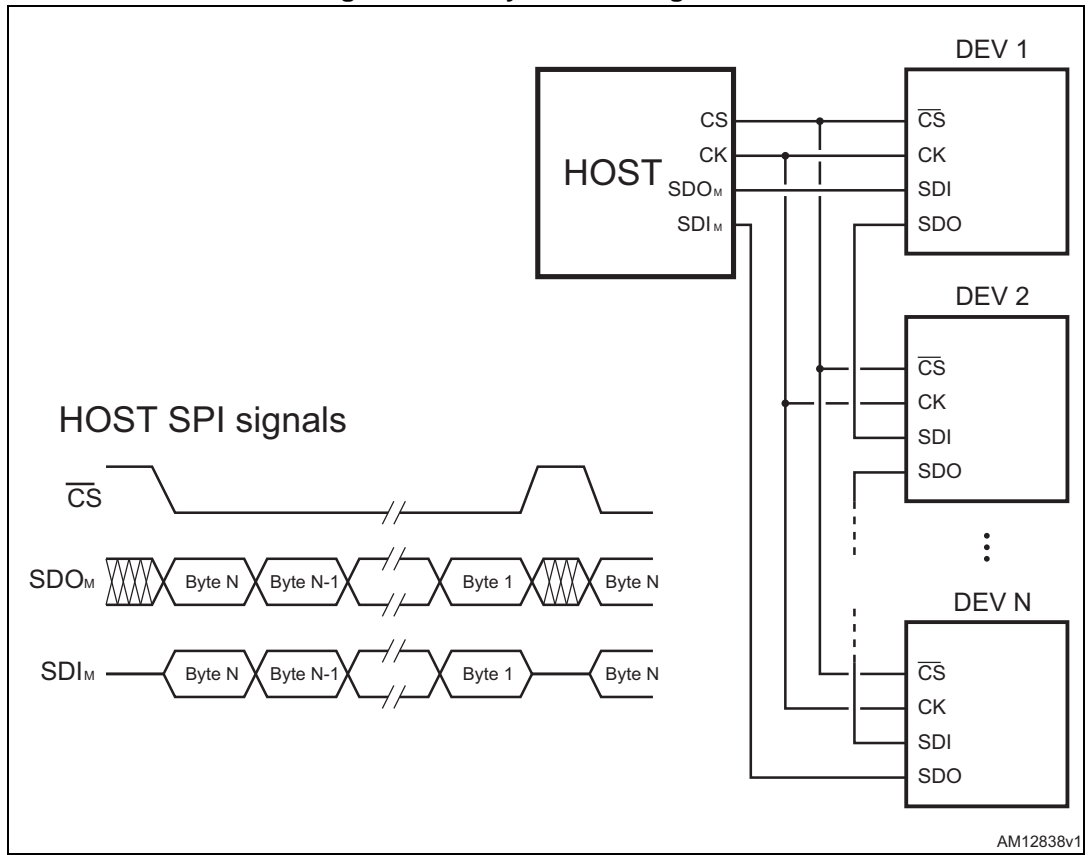 DEV 1
HOST
CS
CK
SDOM
SDIM
CS
CK
SDI
SDO
DEV 2
CS
CK
SDI
SDO
DEV N
CS
CK
SDI
SDO
HOST SPI signals
CS
SDOM
Byte N
Byte N-1
Byte 1
Byte N
SDIM
Byte N
Byte N-1
Byte 1
Byte N
AM12838v1